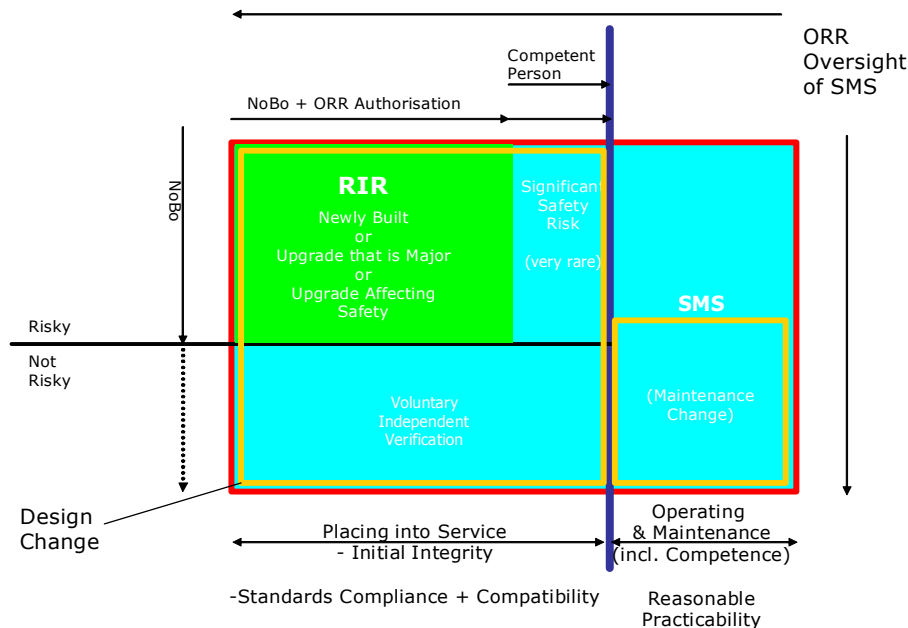 ORR
Oversight
of SMS
Competent
Person
NoBo + ORR Authorisation
NoBo
RIR
Newly Built
or
Upgrade that is Major
or
Upgrade Affecting
Safety
Significant
Safety
Risk
(very rare)
SMS
Risky
Not
Risky
Voluntary
Independent
Verification
(Maintenance
Change)
Design
Change
Placing into Service
- Initial Integrity
Operating
& Maintenance
(incl. Competence)
-Standards Compliance + Compatibility
Reasonable
Practicability